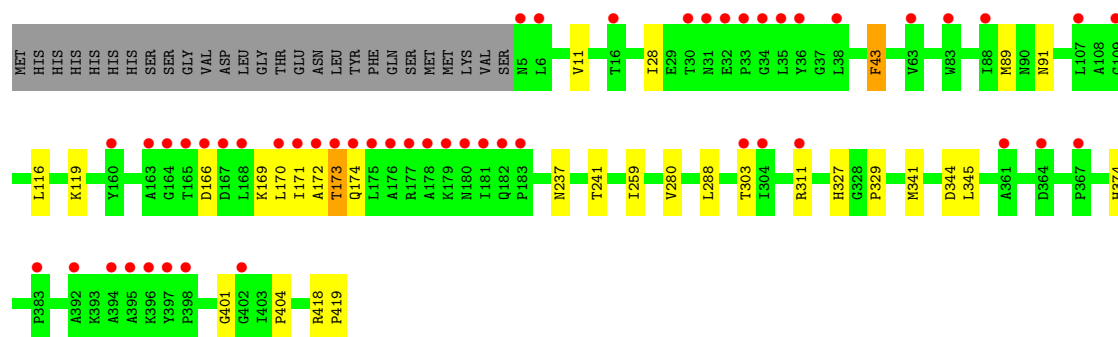 MET HIS HIS HIS HIS HIS HIS SER SER GLY VAL ASP LEU GLY THR GLU ASN LEU TYR PHE GLN SER MET MET LYS VAL SER N5 L6 V11 T16 I28 E29 T30 N31 E32 P33 G34 L35 Y36 G37 L38 F43 V63 W83 I88 M89 N90 N91 L107 A108
L116 K119 Y160 A163 G164 T165 D166 D167 L168 K169 L170 I171 A172 T173 Q174 L175 A176 R177 A178 K179 N180 I181 Q182 P183 N237 T241 I259 V280 L288 T303 I304 R311 H327 G328 P329 M341 D344 L345 A361 D364 P367
P383 A392 K393 A394 A395 K396 Y397 P398 G401 G402 I403 P404 R418 P419